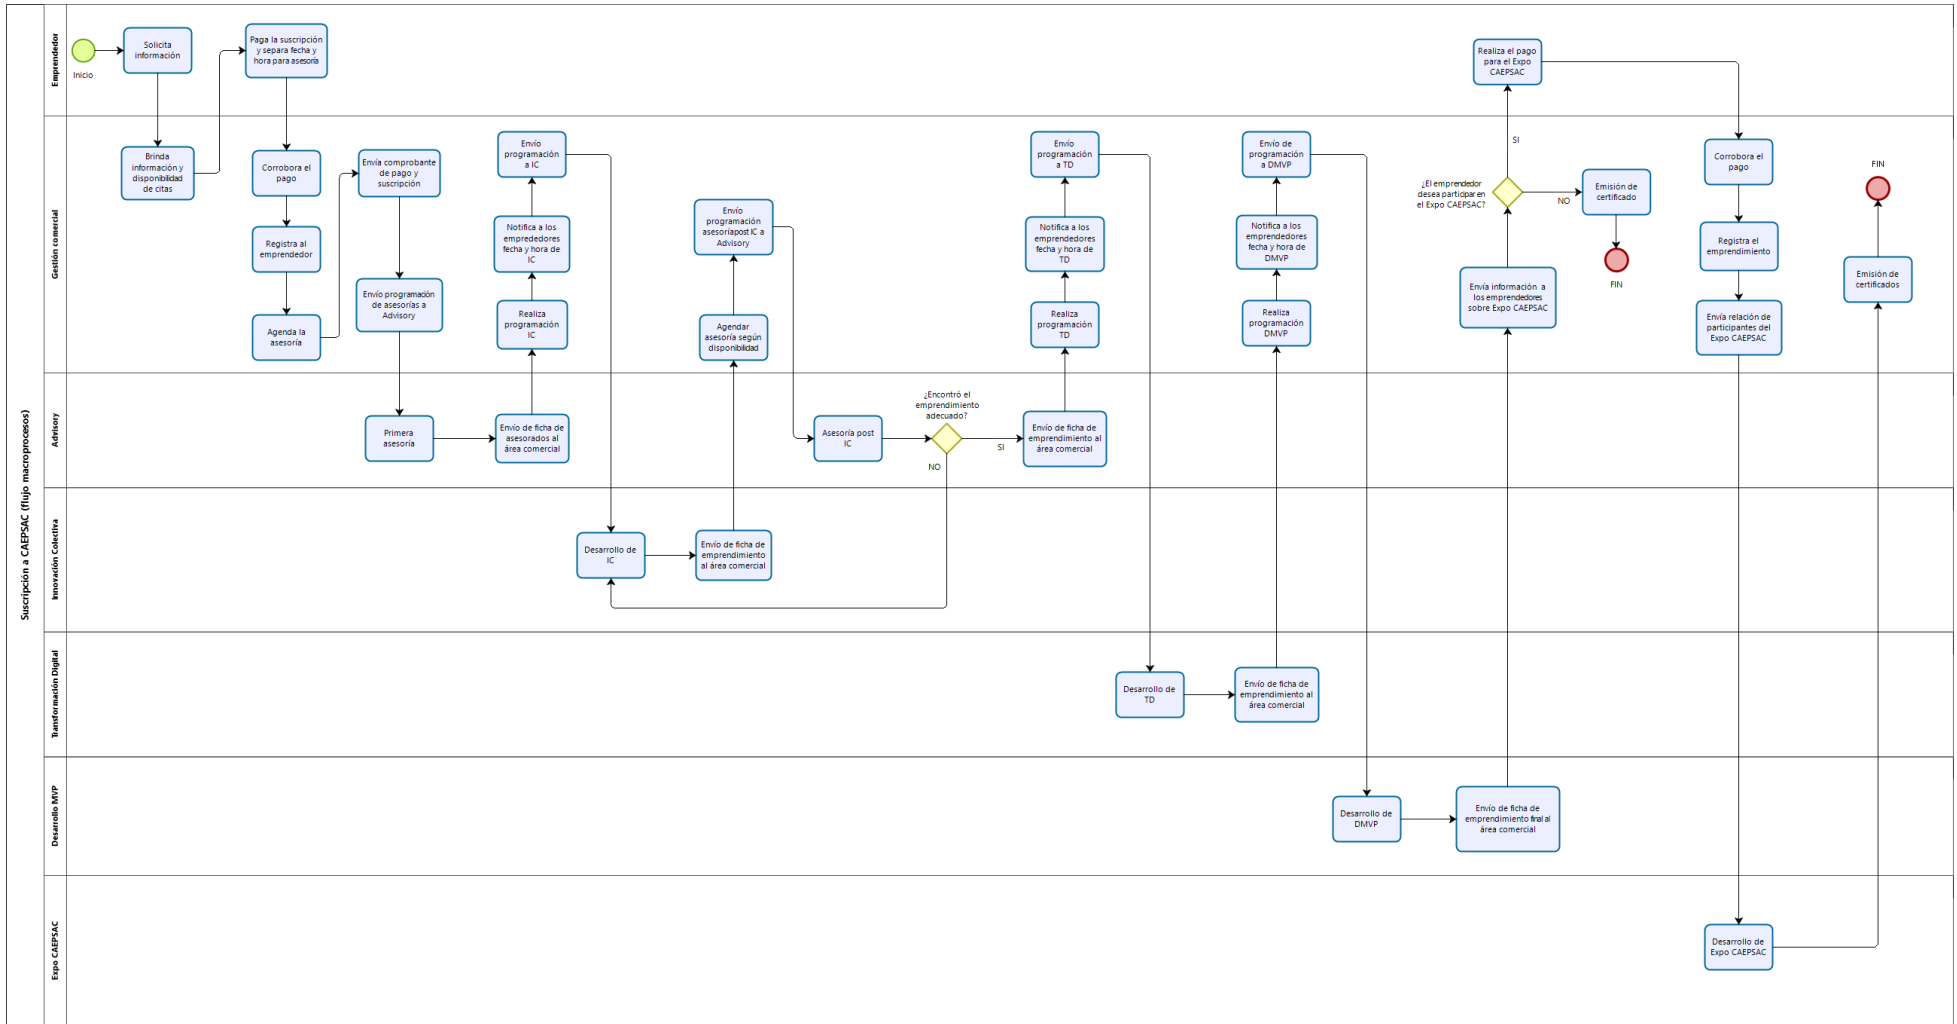 Suscripción a CAEPSAC (flujo macroprocesos)
Emprendedor
Inicio
Solicita
información
Paga la suscripción
y separa fecha y
hora para asesoría
Realiza el pago
para el Expo
CAEPSAC
Gestión comercial
Brinda
información y
disponibilidad
de citas
Corrobora el
pago
Registra al
emprendedor
Agenda la
asesoría
Envía comprobante
de pago y
suscripción
Envío programación
de asesorías a
Advisory
Envío
programación
a IC
Notifica a los
emprededores
fecha y hora de
IC
Realiza
programación
IC
Envío
programación
asesoríapost IC a
Advisory
Agendar
asesoría según
disponibilidad
Envío
programación
a TD
Notifica a los
emprendedores
fecha y hora de
TD
Realiza
programación
TD
Envío de
programación
a DMVP
Notifica a los
emprendedores
fecha y hora de
DMVP
Realiza
programación
DMVP
SI
¿El emprendedor
desea participar en
el Expo CAEPSAC?
NO
Emisión de
certificado
FIN
Envía información a
los emprendedores
sobre Expo CAEPSAC
Corrobora el
pago
Registra el
emprendimiento
Envía relación de
participantes del
Expo CAEPSAC
FIN
Emisión de
certificados
Advisory
Primera
asesoría
Envío de ficha de
asesorados al
área comercial
Asesoría post
IC
¿Encontró el
emprendimiento
adecuado?
NO
SI
Envío de ficha de
emprendimiento al
área comercial
Innovación Colectiva
Desarrollo de
IC
Envío de ficha de
emprendimiento
al área comercial
Transformación Digital
Desarrollo de
TD
Envío de ficha de
emprendimiento al
área comercial
Desarrollo MVP
Desarrollo de
DMVP
Envío de ficha de
emprendimiento final al
área comercial
Expo CAEPSAC
Desarrollo de
Expo CAEPSAC